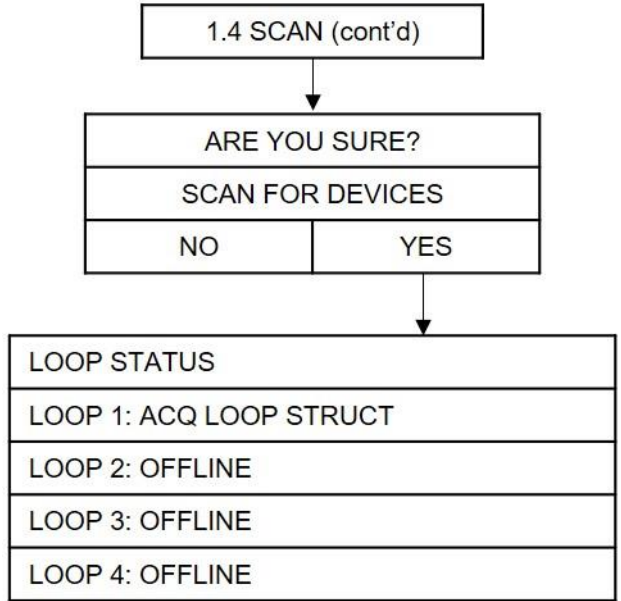 1.4 SCAN (cont’d)
ARE YOU SURE?
SCAN FOR DEVICES
NO YES
LOOP STATUS
LOOP 1: ACQ LOOP STRUCT
LOOP 2: OFFLINE
LOOP 3: OFFLINE
LOOP 4: OFFLINE